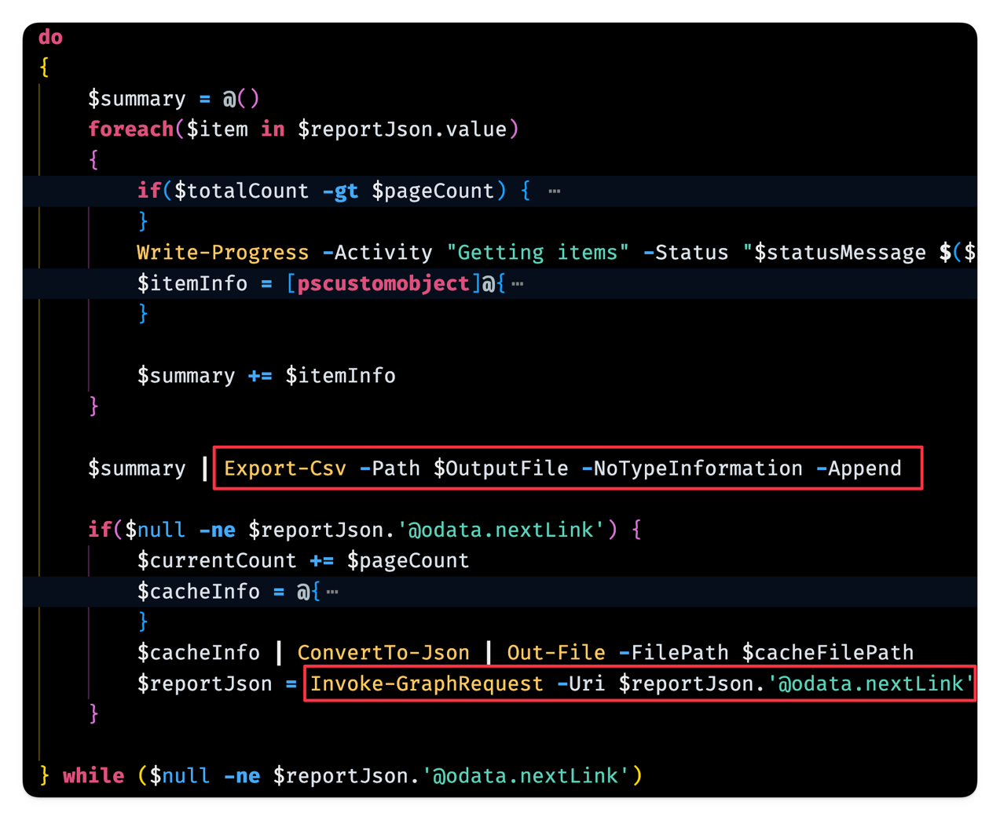 do
{
$summary = @()
foreach($item in $reportJson.value)
{
if($totalCount -gt $pageCount) { ⋯
}
Write-Progress -Activity "Getting items" -Status "$statusMessage $($
$itemInfo = [pscustomobject]@{⋯
}
$summary += $itemInfo
}
$summary | Export-Csv -Path $OutputFile -NoTypeInformation -Append
if($null -ne $reportJson.'@odata.nextLink') {
$currentCount += $pageCount
$cacheInfo = @{⋯
}
$cacheInfo | ConvertTo-Json | Out-File -FilePath $cacheFilePath
$reportJson = Invoke-GraphRequest -Uri $reportJson.'@odata.nextLink'
}
} while ($null -ne $reportJson.'@odata.nextLink')